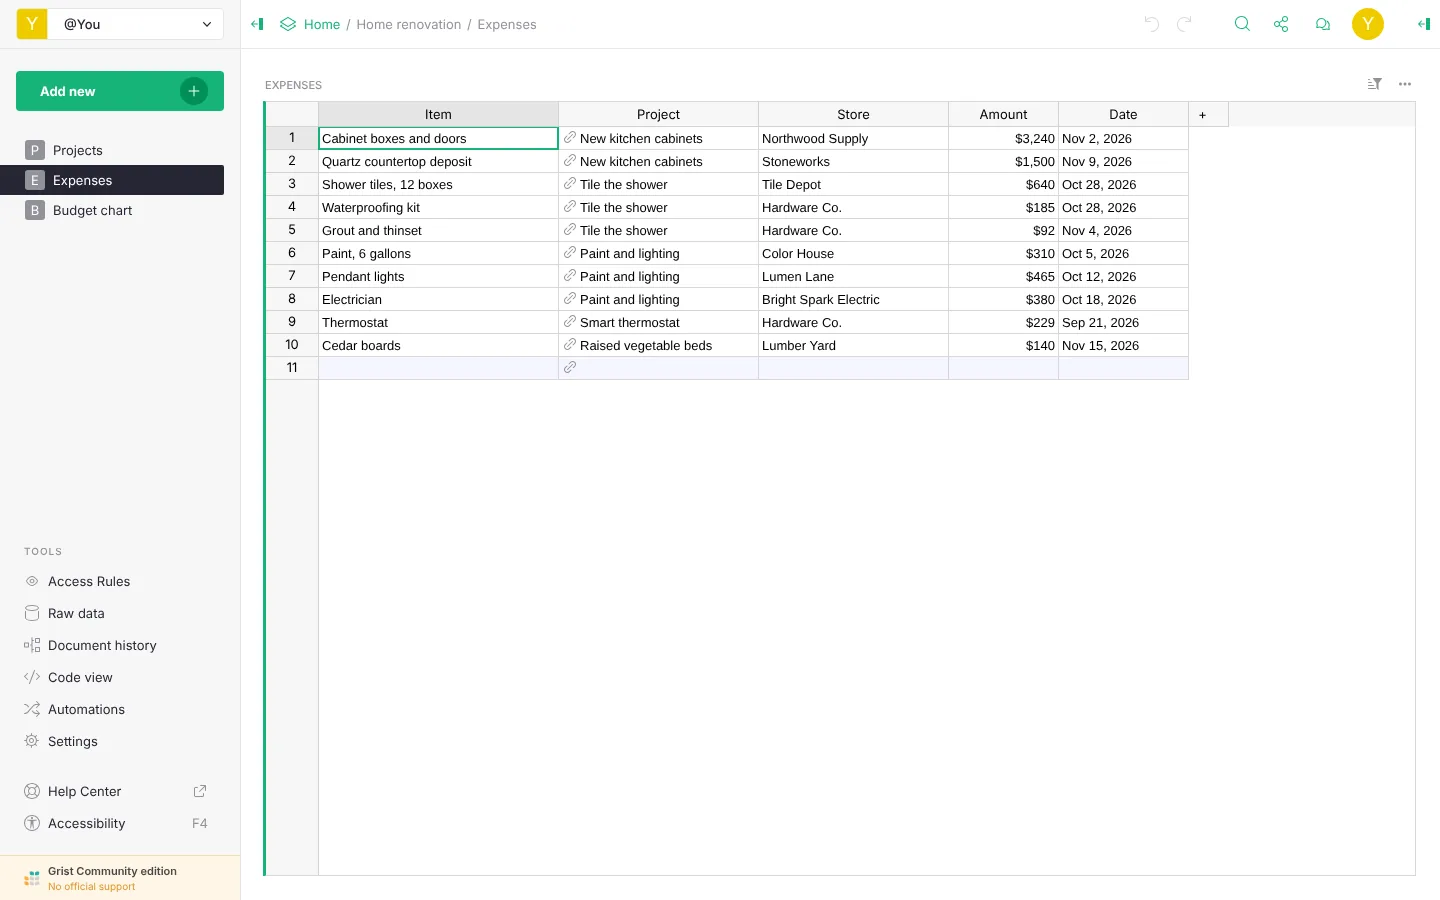 Y @You
Home / Home renovation / Expenses
Y
Add new +
P Projects
E Expenses
B Budget chart
TOOLS
Access Rules
Raw data
Document history
Code view
Automations
Settings
Help Center
Accessibility F4
Grist Community edition
No official support
EXPENSES
Item Project Store Amount Date +
1 Cabinet boxes and doors New kitchen cabinets Northwood Supply $3,240 Nov 2, 2026
2 Quartz countertop deposit New kitchen cabinets Stoneworks $1,500 Nov 9, 2026
3 Shower tiles, 12 boxes Tile the shower Tile Depot $640 Oct 28, 2026
4 Waterproofing kit Tile the shower Hardware Co. $185 Oct 28, 2026
5 Grout and thinset Tile the shower Hardware Co. $92 Nov 4, 2026
6 Paint, 6 gallons Paint and lighting Color House $310 Oct 5, 2026
7 Pendant lights Paint and lighting Lumen Lane $465 Oct 12, 2026
8 Electrician Paint and lighting Bright Spark Electric $380 Oct 18, 2026
9 Thermostat Smart thermostat Hardware Co. $229 Sep 21, 2026
10 Cedar boards Raised vegetable beds Lumber Yard $140 Nov 15, 2026
11